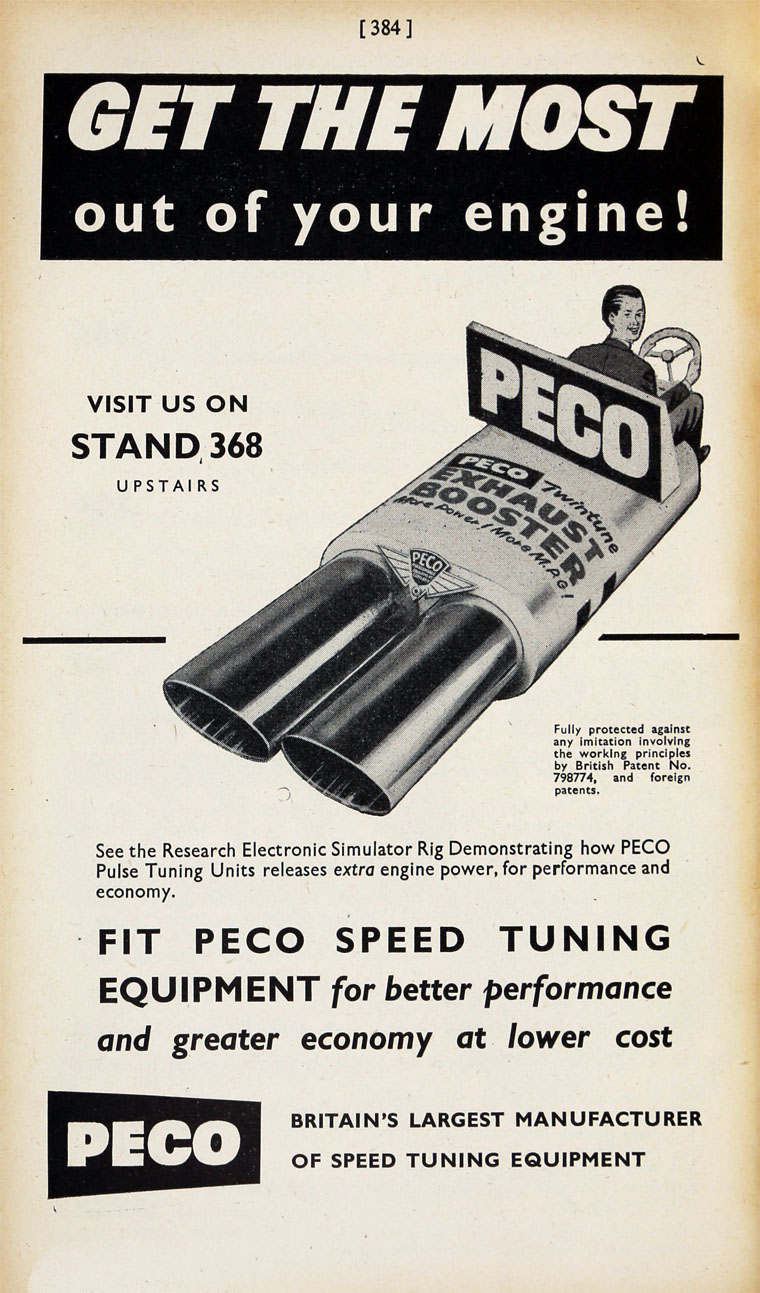 [ 384 ]
GET THE MOST
out of your engine!
VISIT US ON
STAND 368
UPSTAIRS
PECO
PECO Twintune
EXHAUST
BOOSTER
More Power! More M.P.G!
PECO
Fully protected against
any imitation involving
the working principles
by British Patent No.
798774, and foreign
patents.
See the Research Electronic Simulator Rig Demonstrating how PECO
Pulse Tuning Units releases extra engine power, for performance and
economy.
FIT PECO SPEED TUNING
EQUIPMENT for better performance
and greater economy at lower cost
PECO
BRITAIN'S LARGEST MANUFACTURER
OF SPEED TUNING EQUIPMENT